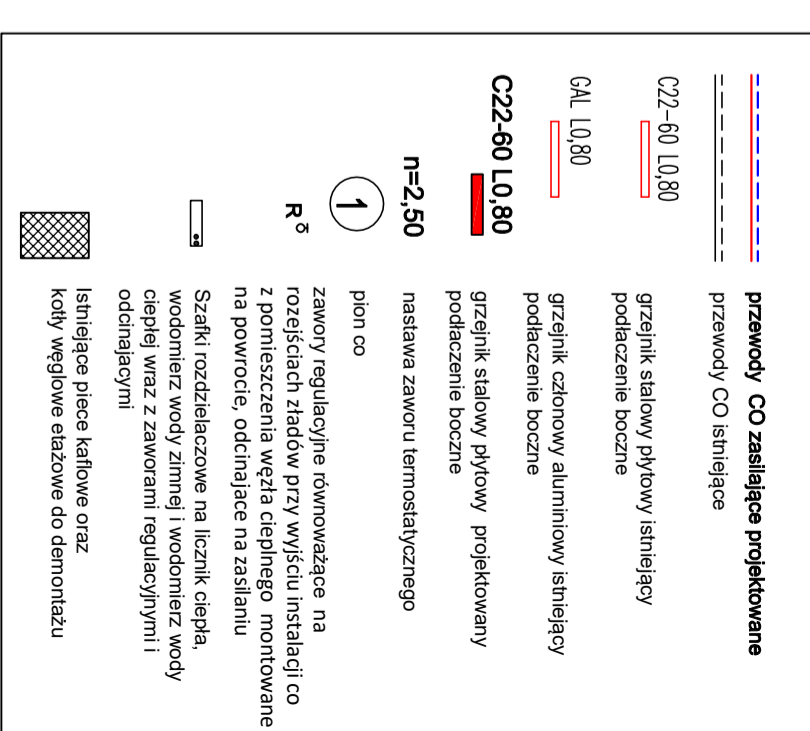 przewody CO zasilające projektowane
przewody CO istniejące
C22-60 L0,80
grzejnik stalowy płytowy istniejący
podłaczenie boczne
GAL L0,80
grzejnik członowy aluminiowy istniejący
podłaczenie boczne
C22-60 L0,80
grzejnik stalowy płytowy projektowany
podłaczenie boczne
n=2,50
nastawa zaworu termostatycznego
1
pion co
R
zawory regulacyjne równoważące na
rozejściach zładów przy wyjściu instalacji co
z pomieszczenia węzła cieplnego montowane
na powrocie, odcinajace na zasilaniu
Szafki rozdzielaczowe na licznik ciepła,
wodomierz wody zimnej i wodomierz wody
ciepłej wraz z zaworami regulacyjnymi i
odcinajacymi
Istniejące piece kaflowe oraz
kotły węglowe etażowe do demontażu